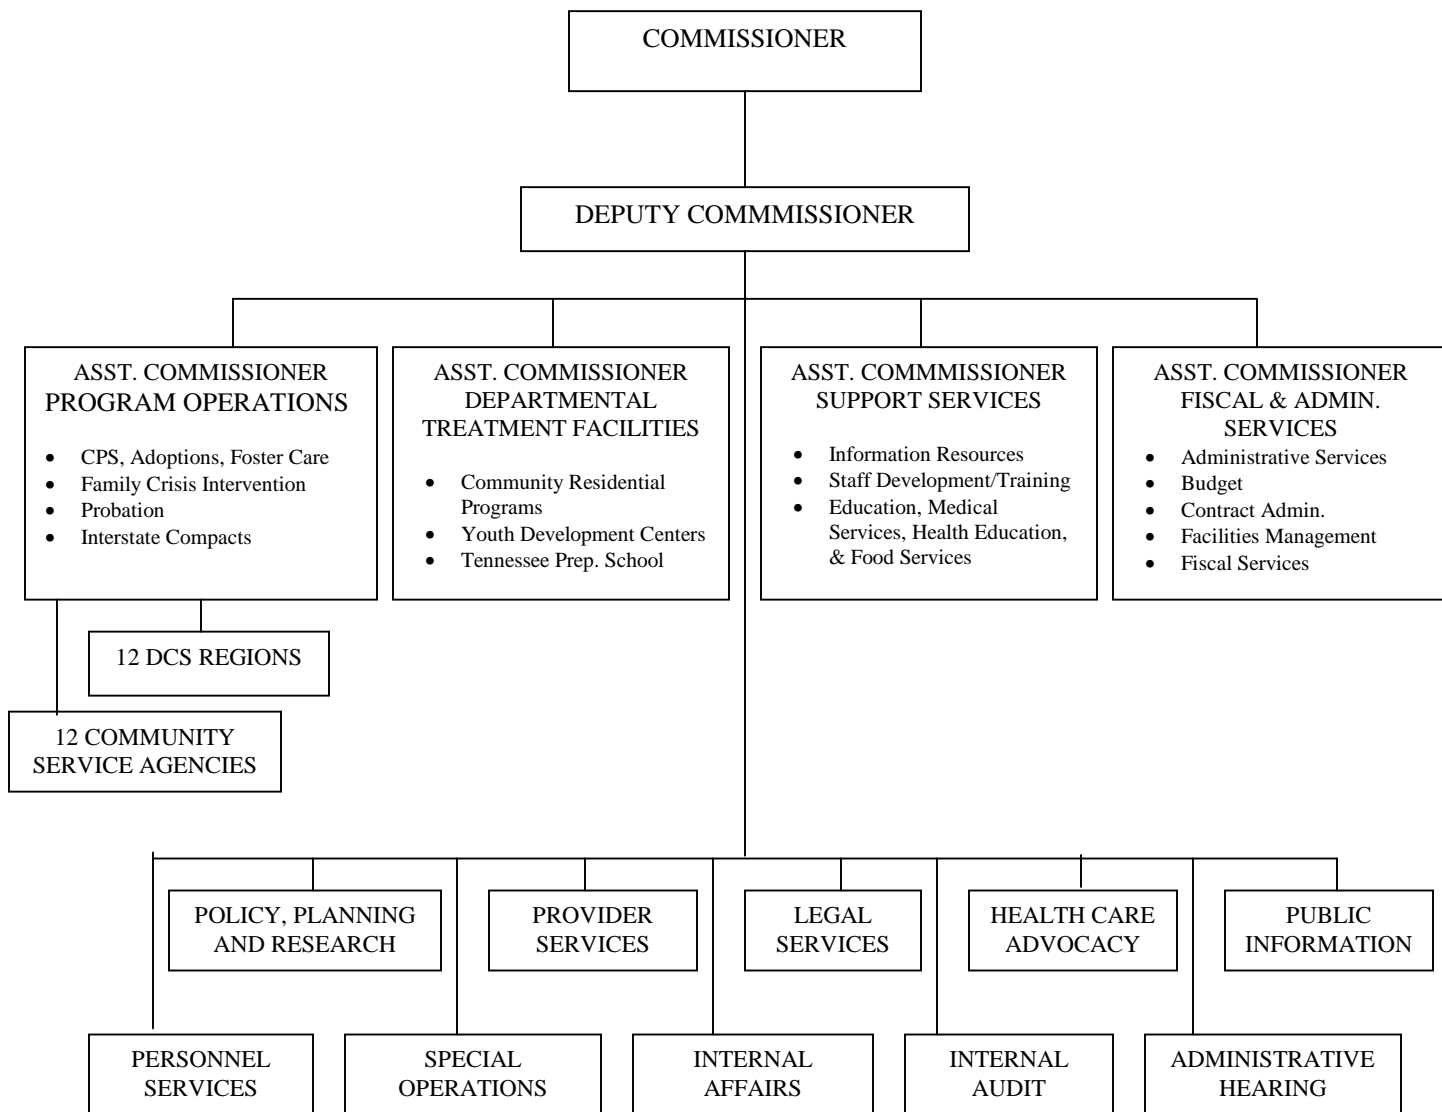 COMMISSIONER
DEPUTY COMMMISSIONER
ASST. COMMISSIONER
PROGRAM OPERATIONS
• CPS, Adoptions, Foster Care
• Family Crisis Intervention
• Probation
• Interstate Compacts
ASST. COMMISSIONER
DEPARTMENTAL
TREATMENT FACILITIES
• Community Residential
Programs
• Youth Development Centers
• Tennessee Prep. School
ASST. COMMMISSIONER
SUPPORT SERVICES
• Information Resources
• Staff Development/Training
• Education, Medical
Services, Health Education,
& Food Services
ASST. COMMISSIONER
FISCAL & ADMIN.
SERVICES
• Administrative Services
• Budget
• Contract Admin.
• Facilities Management
• Fiscal Services
12 DCS REGIONS
12 COMMUNITY
SERVICE AGENCIES
POLICY, PLANNING
AND RESEARCH
PROVIDER
SERVICES
LEGAL
SERVICES
HEALTH CARE
ADVOCACY
PUBLIC
INFORMATION
PERSONNEL
SERVICES
SPECIAL
OPERATIONS
INTERNAL
AFFAIRS
INTERNAL
AUDIT
ADMINISTRATIVE
HEARING